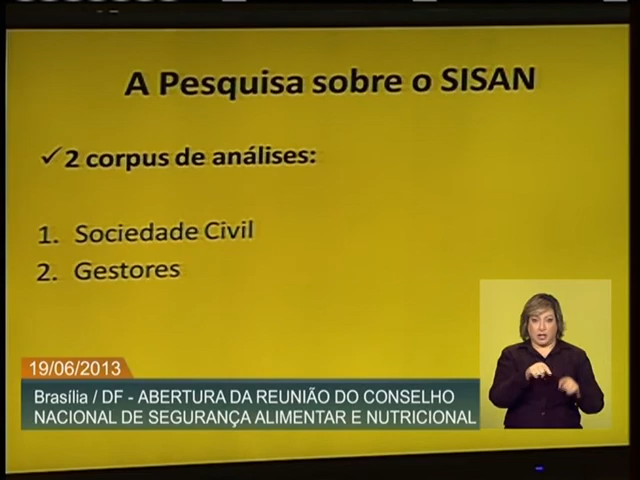 A Pesquisa sobre o SISAN
✓2 corpus de análises:
1. Sociedade Civil
2. Gestores
19/06/2013
Brasília / DF - ABERTURA DA REUNIÃO DO CONSELHO
NACIONAL DE SEGURANÇA ALIMENTAR E NUTRICIONAL